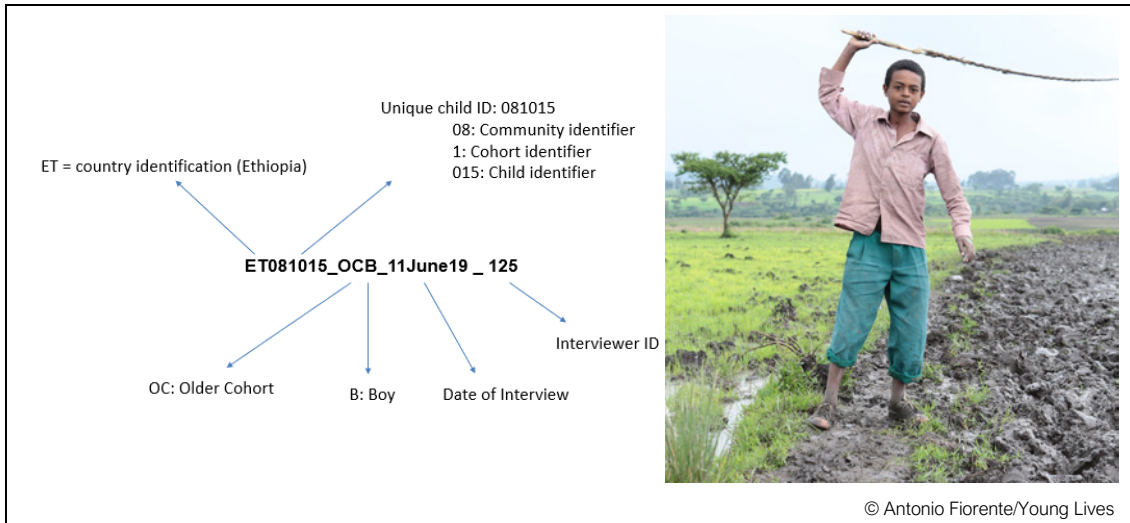 Unique child ID: 081015
08: Community identifier
1: Cohort identifier
015: Child identifier
ET = country identification (Ethiopia)
ET081015_OCB_11June19 _ 125
Interviewer ID
OC: Older Cohort
B: Boy
Date of Interview
© Antonio Fiorente/Young Lives